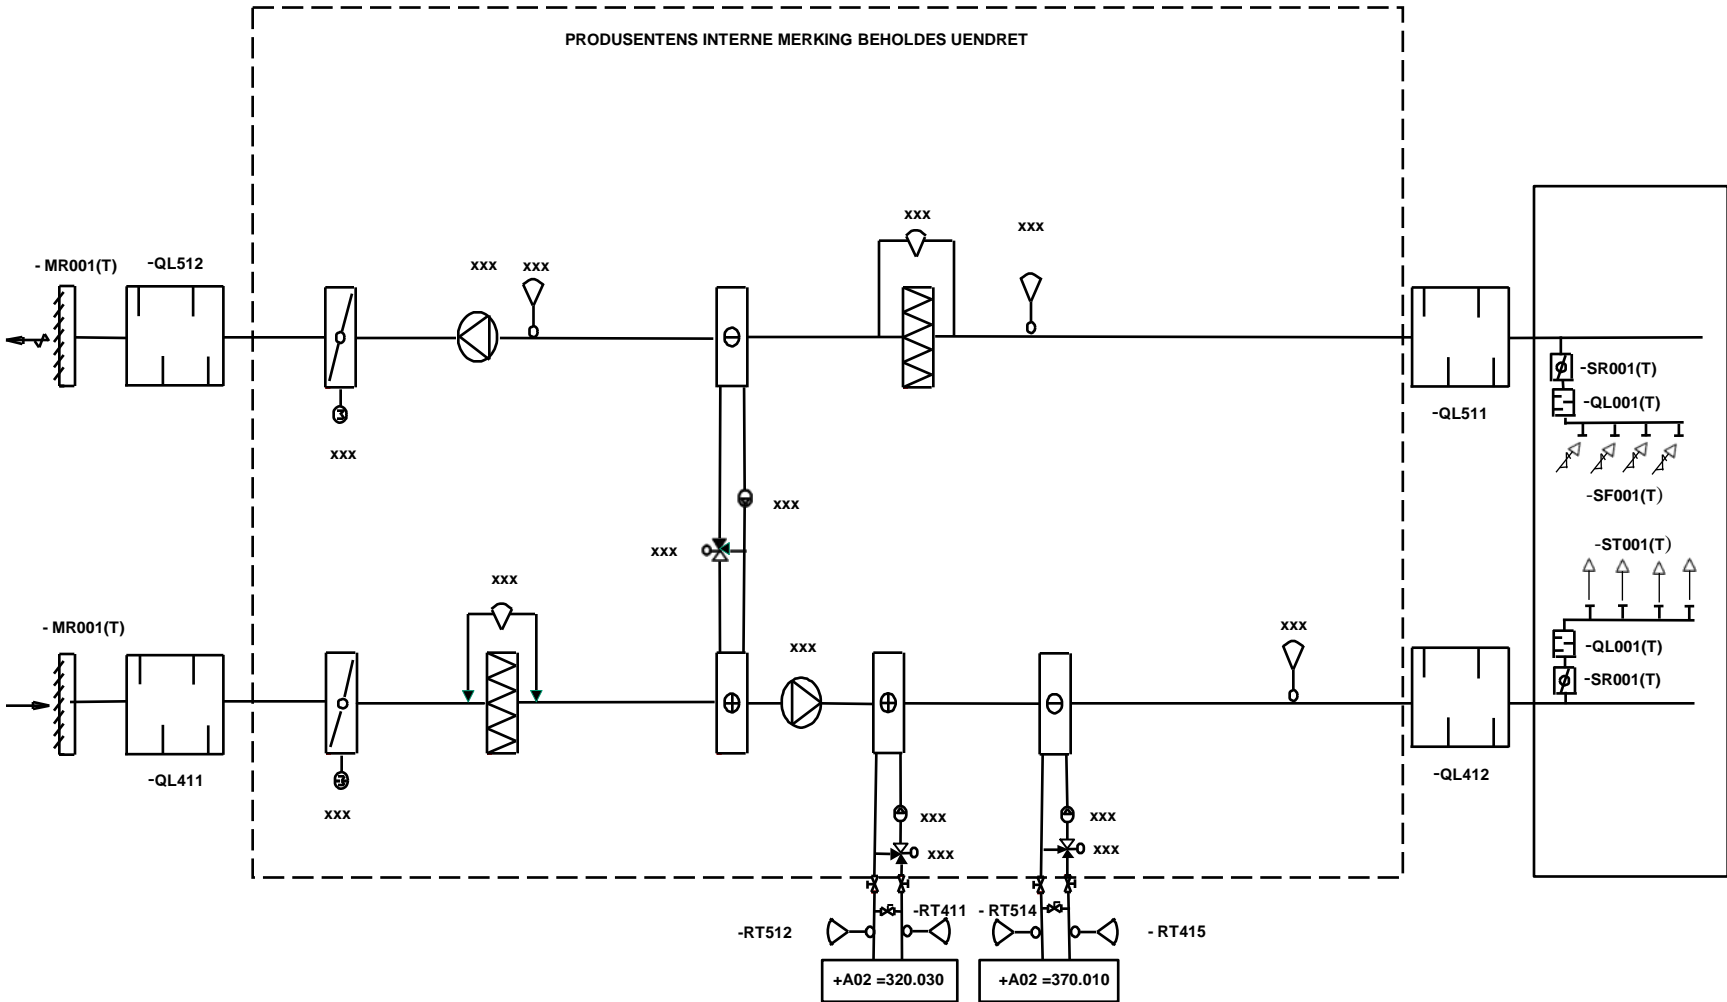 PRODUSENTENS INTERNE MERKING BEHOLDES UENDRET
xxx
xxx
- MR001(T)
-QL512
xxx
xxx
-SR001(T)
-QL001(T)
-QL511
xxx
-SF001(T)
xxx
xxx
-ST001(T)
xxx
- MR001(T)
xxx
xxx
-QL001(T)
-SR001(T)
-QL411
-QL412
xxx
xxx
xxx
xxx
xxx
-RT411
- RT514
-RT512
- RT415
+A02 =320.030
+A02 =370.010